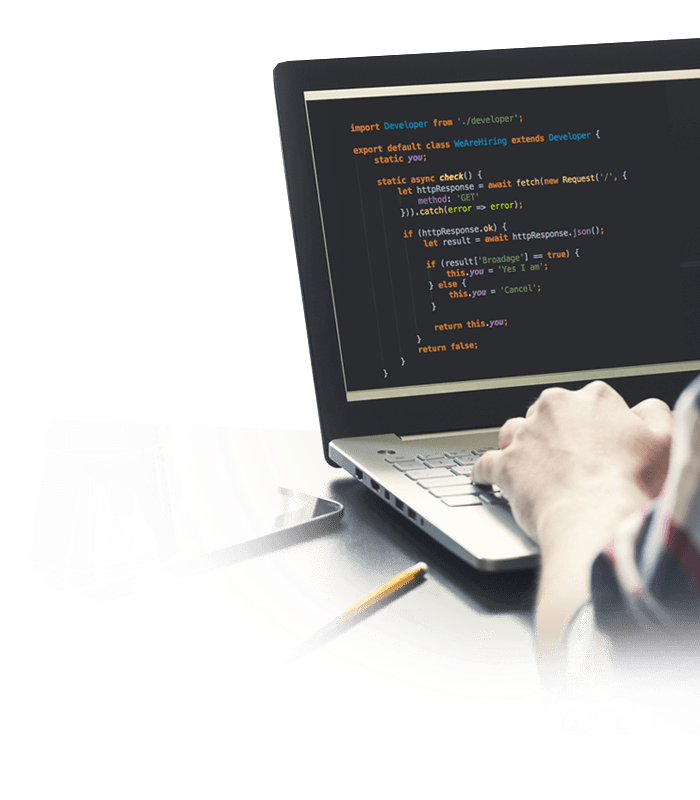 import Developer from './developer';
export default class WeAreHiring extends Developer {
static you;
static async check() {
let httpResponse = await fetch(new Request('/', {
method: 'GET'
})).catch(error => error);
if (httpResponse.ok) {
let result = await httpResponse.json();
if (result['Broadage'] == true) {
this.you = 'Yes I am';
} else {
this.you = 'Cancel';
}
return this.you;
}
return false;
}
}